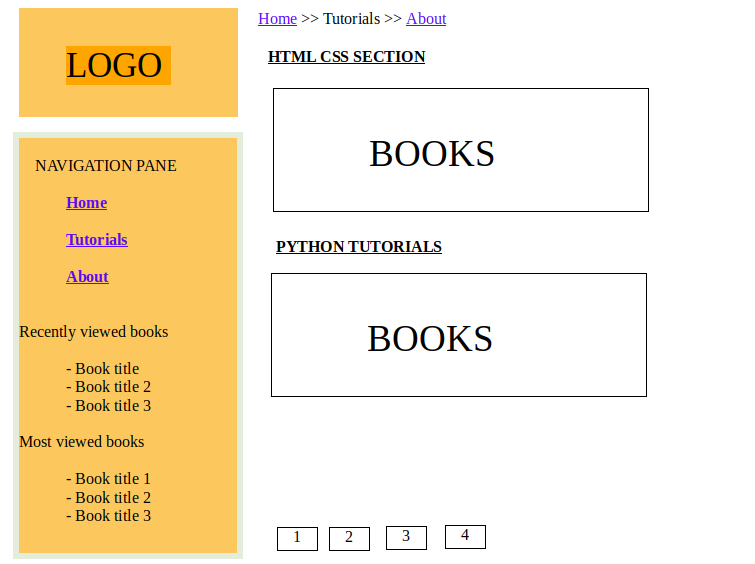 LOGO
NAVIGATION PANE
Home
Tutorials
About
Recently viewed books
- Book title
- Book title 2
- Book title 3
Most viewed books
- Book title 1
- Book title 2
- Book title 3
Home >> Tutorials >> About
HTML CSS SECTION
BOOKS
PYTHON TUTORIALS
BOOKS
1 2 3 4